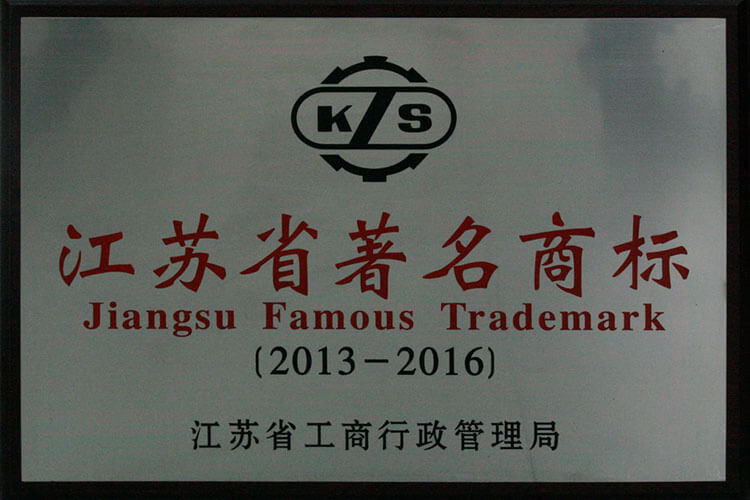 KZS
江苏省著名商标
Jiangsu Famous Trademark
(2013-2016)
江苏省工商行政管理局